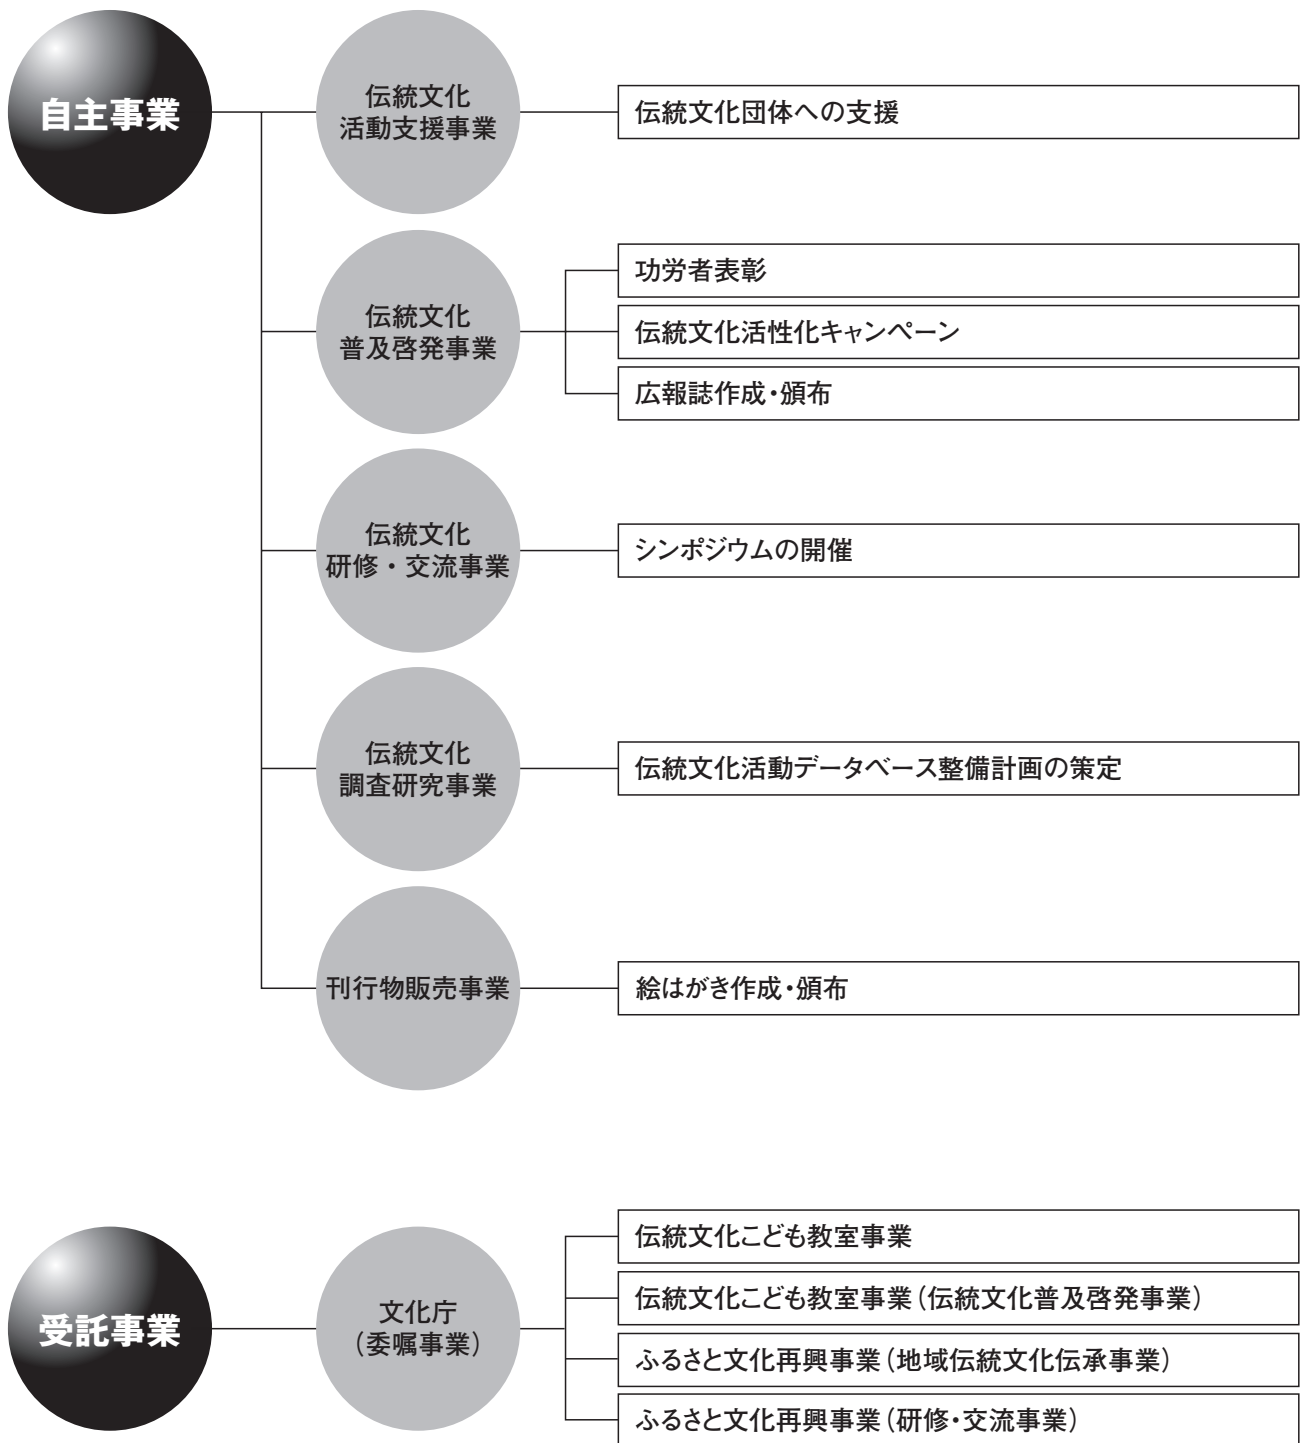 自主事業
伝統文化
活動支援事業
伝統文化団体への支援
伝統文化
普及啓発事業
功労者表彰
伝統文化活性化キャンペーン
広報誌作成・頒布
伝統文化
研修・交流事業
シンポジウムの開催
伝統文化
調査研究事業
伝統文化活動データベース整備計画の策定
刊行物販売事業
絵はがき作成・頒布
受託事業
文化庁
（委嘱事業）
伝統文化こども教室事業
伝統文化こども教室事業（伝統文化普及啓発事業）
ふるさと文化再興事業（地域伝統文化伝承事業）
ふるさと文化再興事業（研修・交流事業）